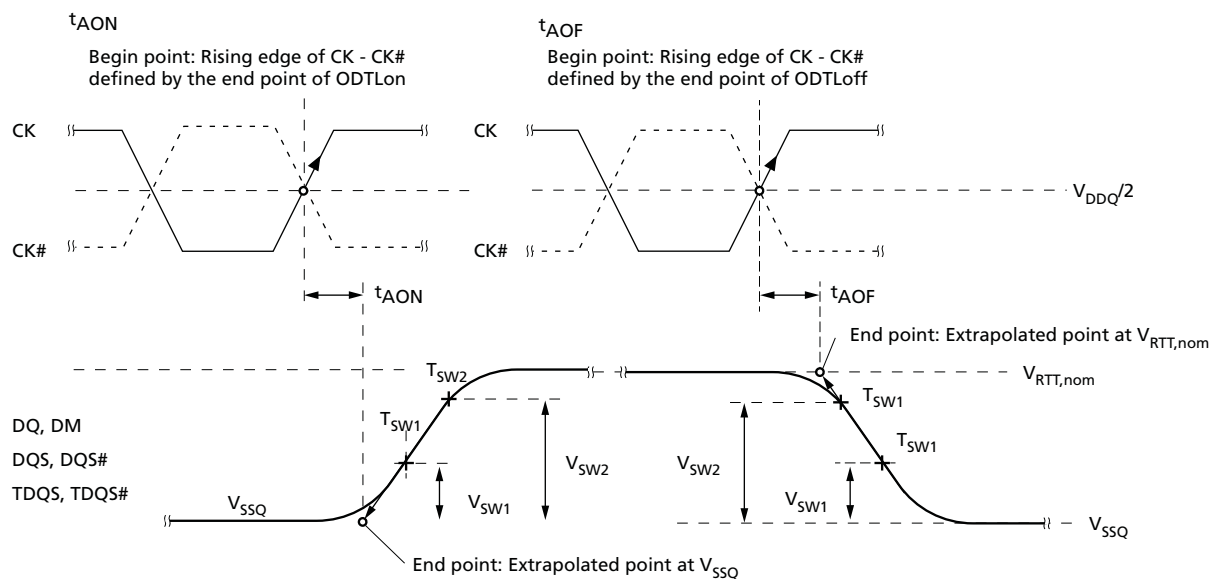 tAON
Begin point: Rising edge of CK - CK#
defined by the end point of ODTLon
tAOF
Begin point: Rising edge of CK - CK#
defined by the end point of ODTLoff
CK
CK
VDDQ/2
CK#
CK#
tAON
tAOF
End point: Extrapolated point at VRTT,nom
TSW2
VRTT,nom
TSW1
TSW1
DQ, DM
TSW1
DQS, DQS#
VSW2
VSW2
TDQS, TDQS#
VSW1
VSW1
VSSQ
VSSQ
End point: Extrapolated point at VSSQ